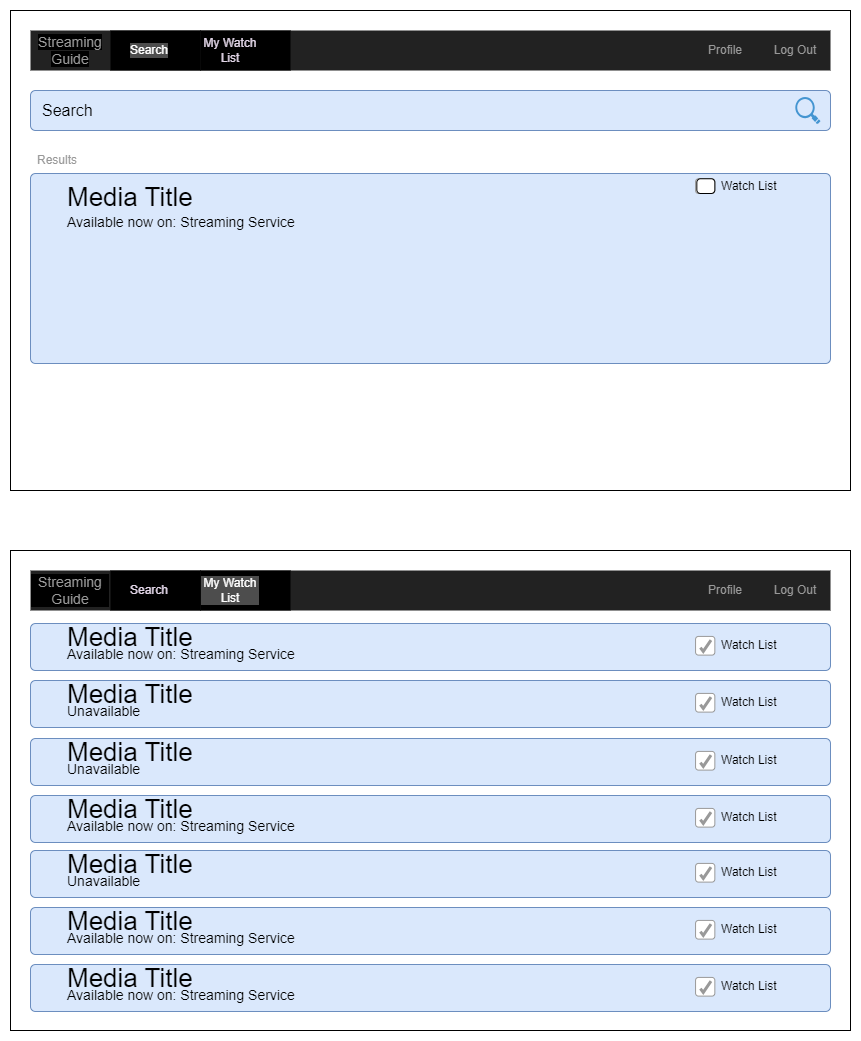 Streaming
Guide
Search
My Watch
List
Profile
Log Out
Search
Results
Media Title
Watch List
Available now on: Streaming Service
Streaming
Guide
Search
My Watch
List
Profile
Log Out
Media Title
Available now on: Streaming Service
Watch List
Media Title
Unavailable
Watch List
Media Title
Unavailable
Watch List
Media Title
Available now on: Streaming Service
Watch List
Media Title
Unavailable
Watch List
Media Title
Available now on: Streaming Service
Watch List
Media Title
Available now on: Streaming Service
Watch List